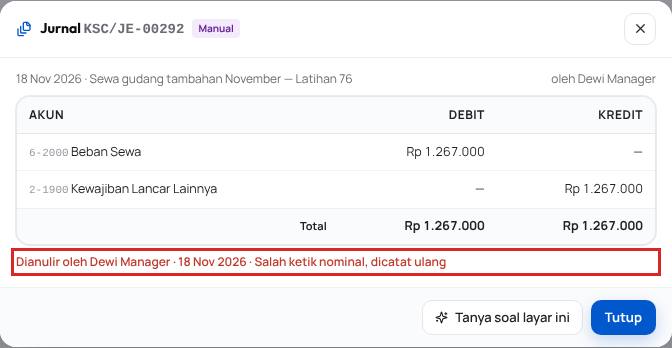 Jurnal KSC/JE-00292 Manual
18 Nov 2026 · Sewa gudang tambahan November — Latihan 76 oleh Dewi Manager
AKUN DEBIT KREDIT
6-2000 Beban Sewa Rp 1.267.000 —
2-1900 Kewajiban Lancar Lainnya — Rp 1.267.000
Total Rp 1.267.000 Rp 1.267.000
Dianulir oleh Dewi Manager · 18 Nov 2026 · Salah ketik nominal, dicatat ulang
Tanya soal layar ini Tutup